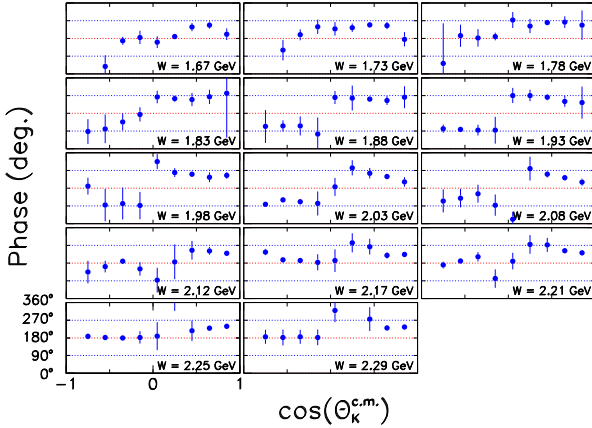 W = 1.67 GeV
W = 1.73 GeV
W = 1.78 GeV
W = 1.83 GeV
W = 1.88 GeV
W = 1.93 GeV
W = 1.98 GeV
W = 2.03 GeV
W = 2.08 GeV
W = 2.12 GeV
W = 2.17 GeV
W = 2.21 GeV
W = 2.25 GeV
W = 2.29 GeV
Phase (deg.)
360°
270°
180°
90°
0°
−1 0 1
cos(Θ_K^c.m.)